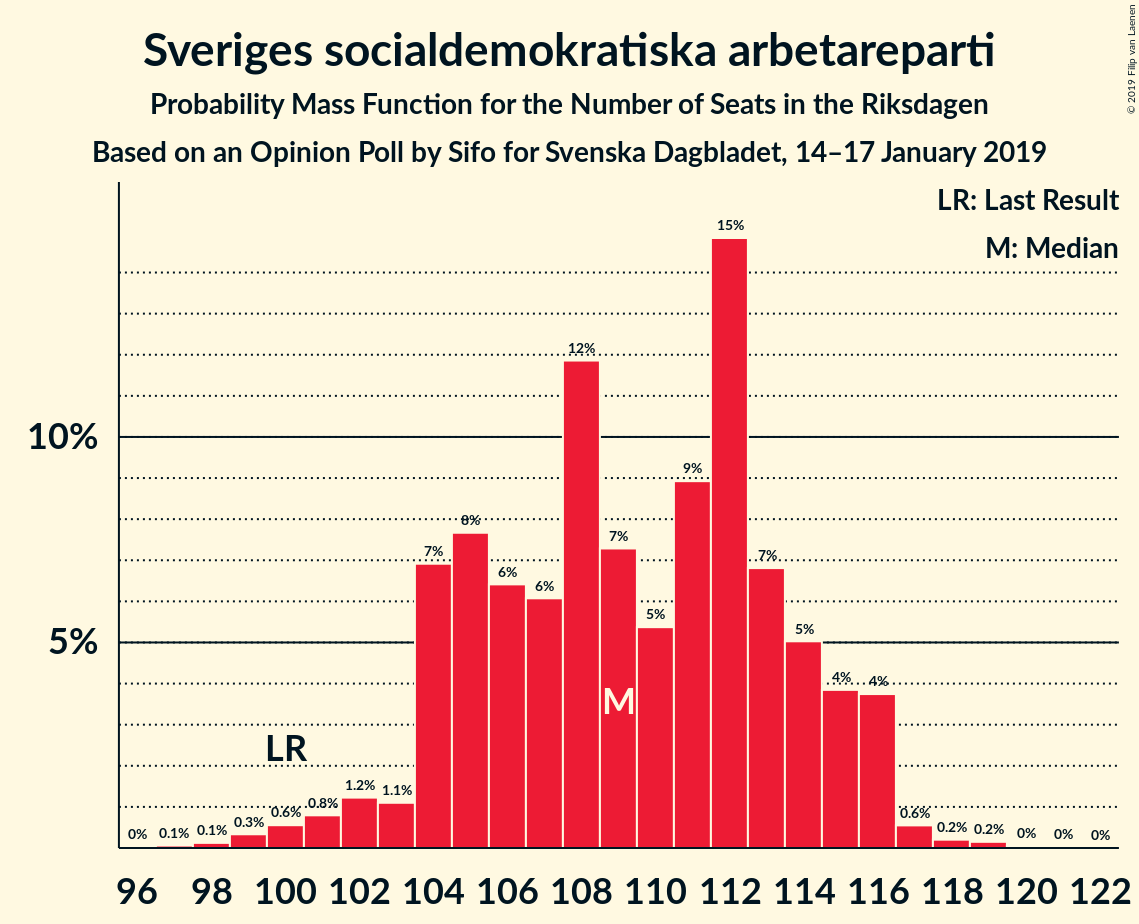 Sveriges socialdemokratiska arbetareparti
Probability Mass Function for the Number of Seats in the Riksdagen
Based on an Opinion Poll by Sifo for Svenska Dagbladet, 14–17 January 2019
© 2019 Filip van Laenen
LR: Last Result
M: Median
10%
5%
0% 0.1% 0.1% 0.3% 0.6% 0.8% 1.2% 1.1% 7% 8% 6% 6% 12% 7% 5% 9% 15% 7% 5% 4% 4% 0.6% 0.2% 0.2% 0% 0% 0%
LR
M
96 98 100 102 104 106 108 110 112 114 116 118 120 122